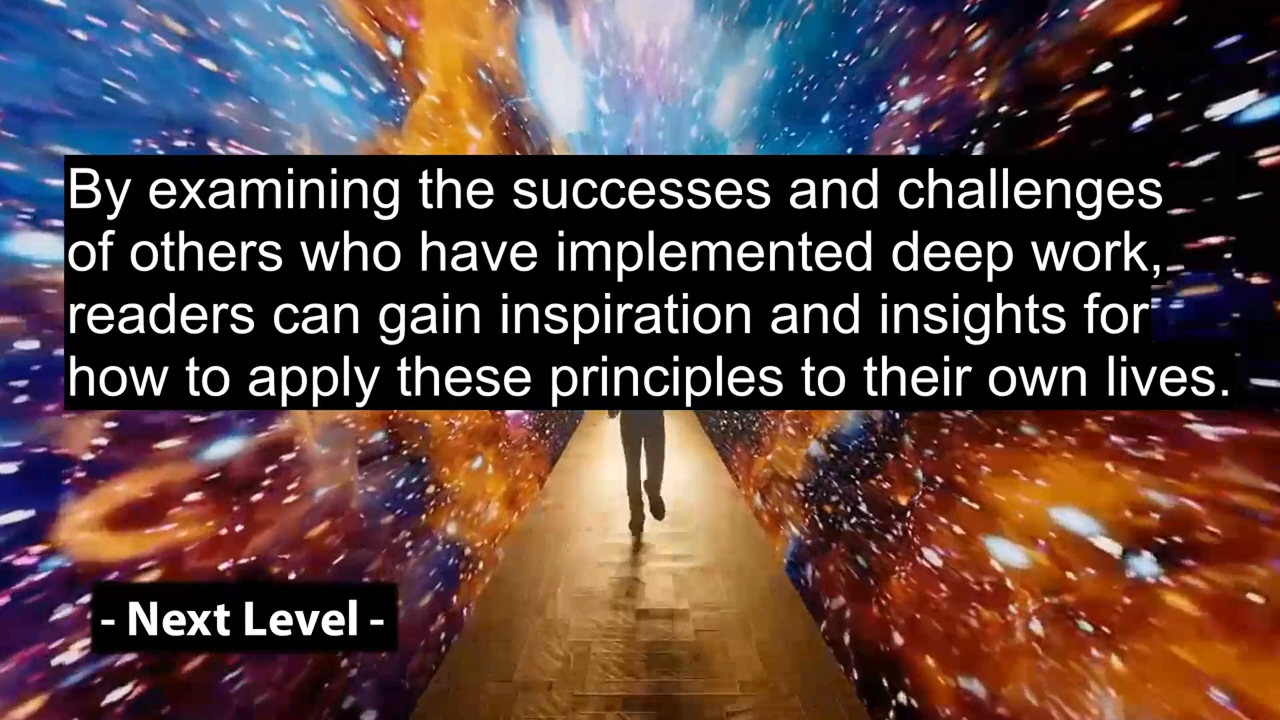 By examining the successes and challenges
of others who have implemented deep work,
readers can gain inspiration and insights for
how to apply these principles to their own lives.
- Next Level -